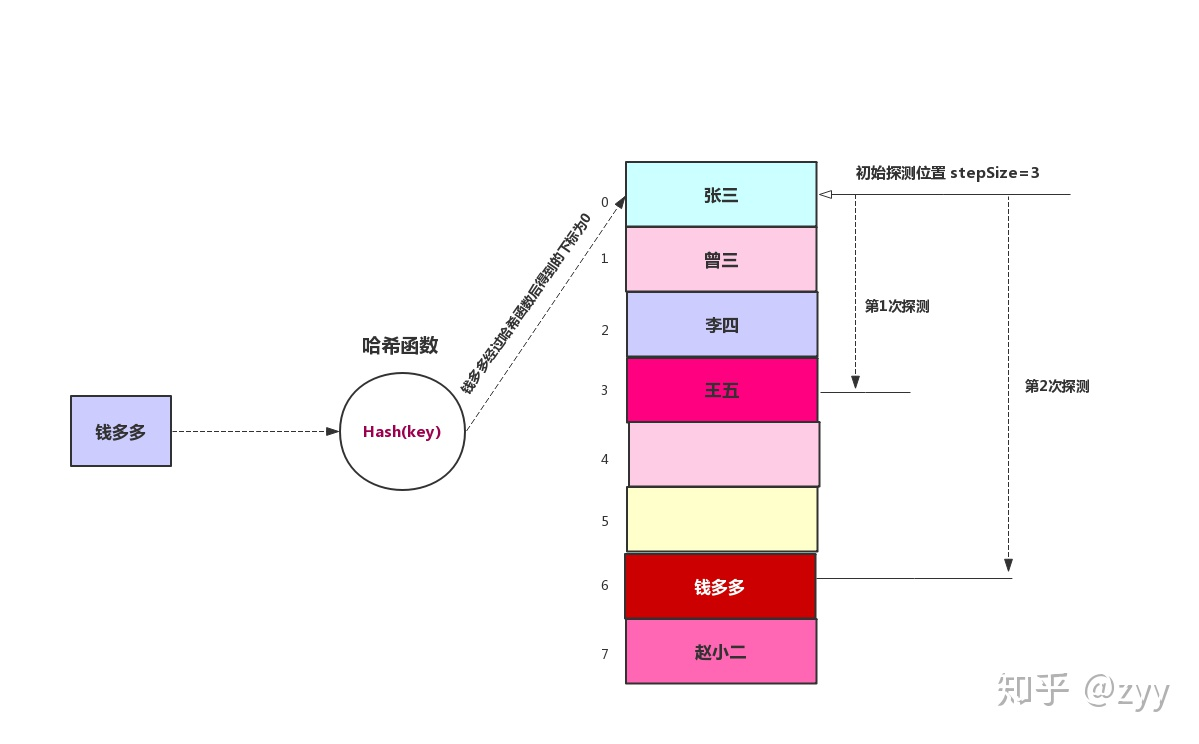 初始探测位置 stepSize=3
张三
0
钱多多经过哈希函数后得到的下标为0
1
曾三
第1次探测
2
李四
哈希函数
3
王五
第2次探测
钱多多
Hash(key)
4
5
6
钱多多
7
赵小二
知乎 @zyy